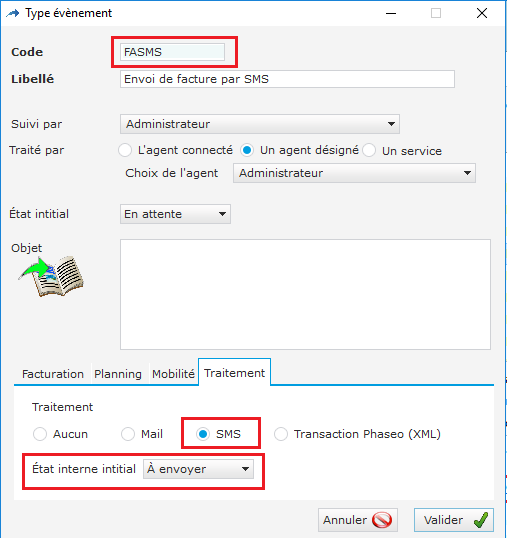 Type évènement
Code FASMS
Libellé Envoi de facture par SMS
Suivi par Administrateur
Traité par L'agent connecté Un agent désigné Un service
Choix de l'agent Administrateur
État intitial En attente
Objet
Facturation Planning Mobilité Traitement
Traitement
Aucun Mail SMS Transaction Phaseo (XML)
État interne intitial À envoyer
Annuler Valider